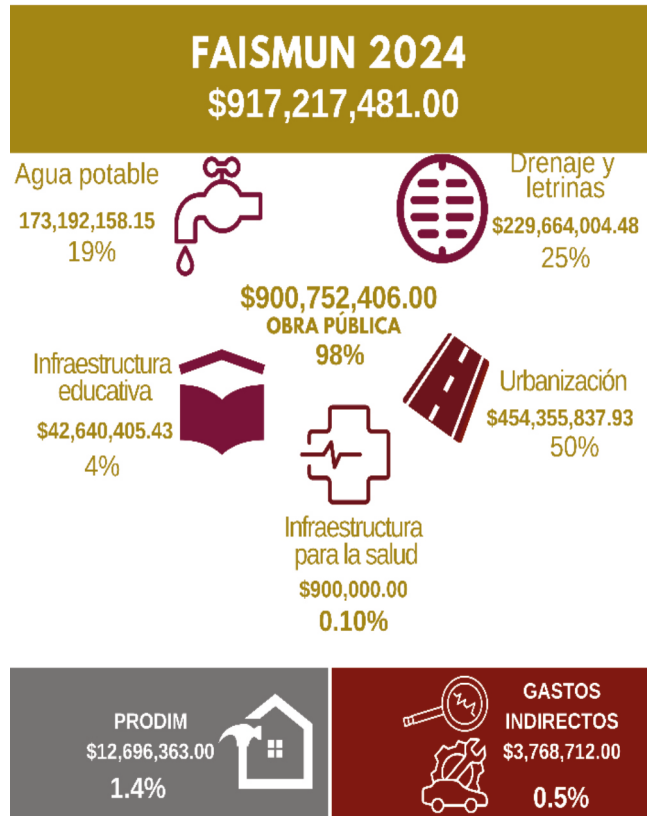 FAISMUN 2024
$917,217,481.00
Agua potable
173,192,158.15
19%
Drenaje y
letrinas
$229,664,004.48
25%
$900,752,406.00
OBRA PÚBLICA
98%
Infraestructura
educativa
$42,640,405.43
4%
Urbanización
$454,355,837.93
50%
Infraestructura
para la salud
$900,000.00
0.10%
PRODIM
$12,696,363.00
1.4%
GASTOS
INDIRECTOS
$3,768,712.00
0.5%